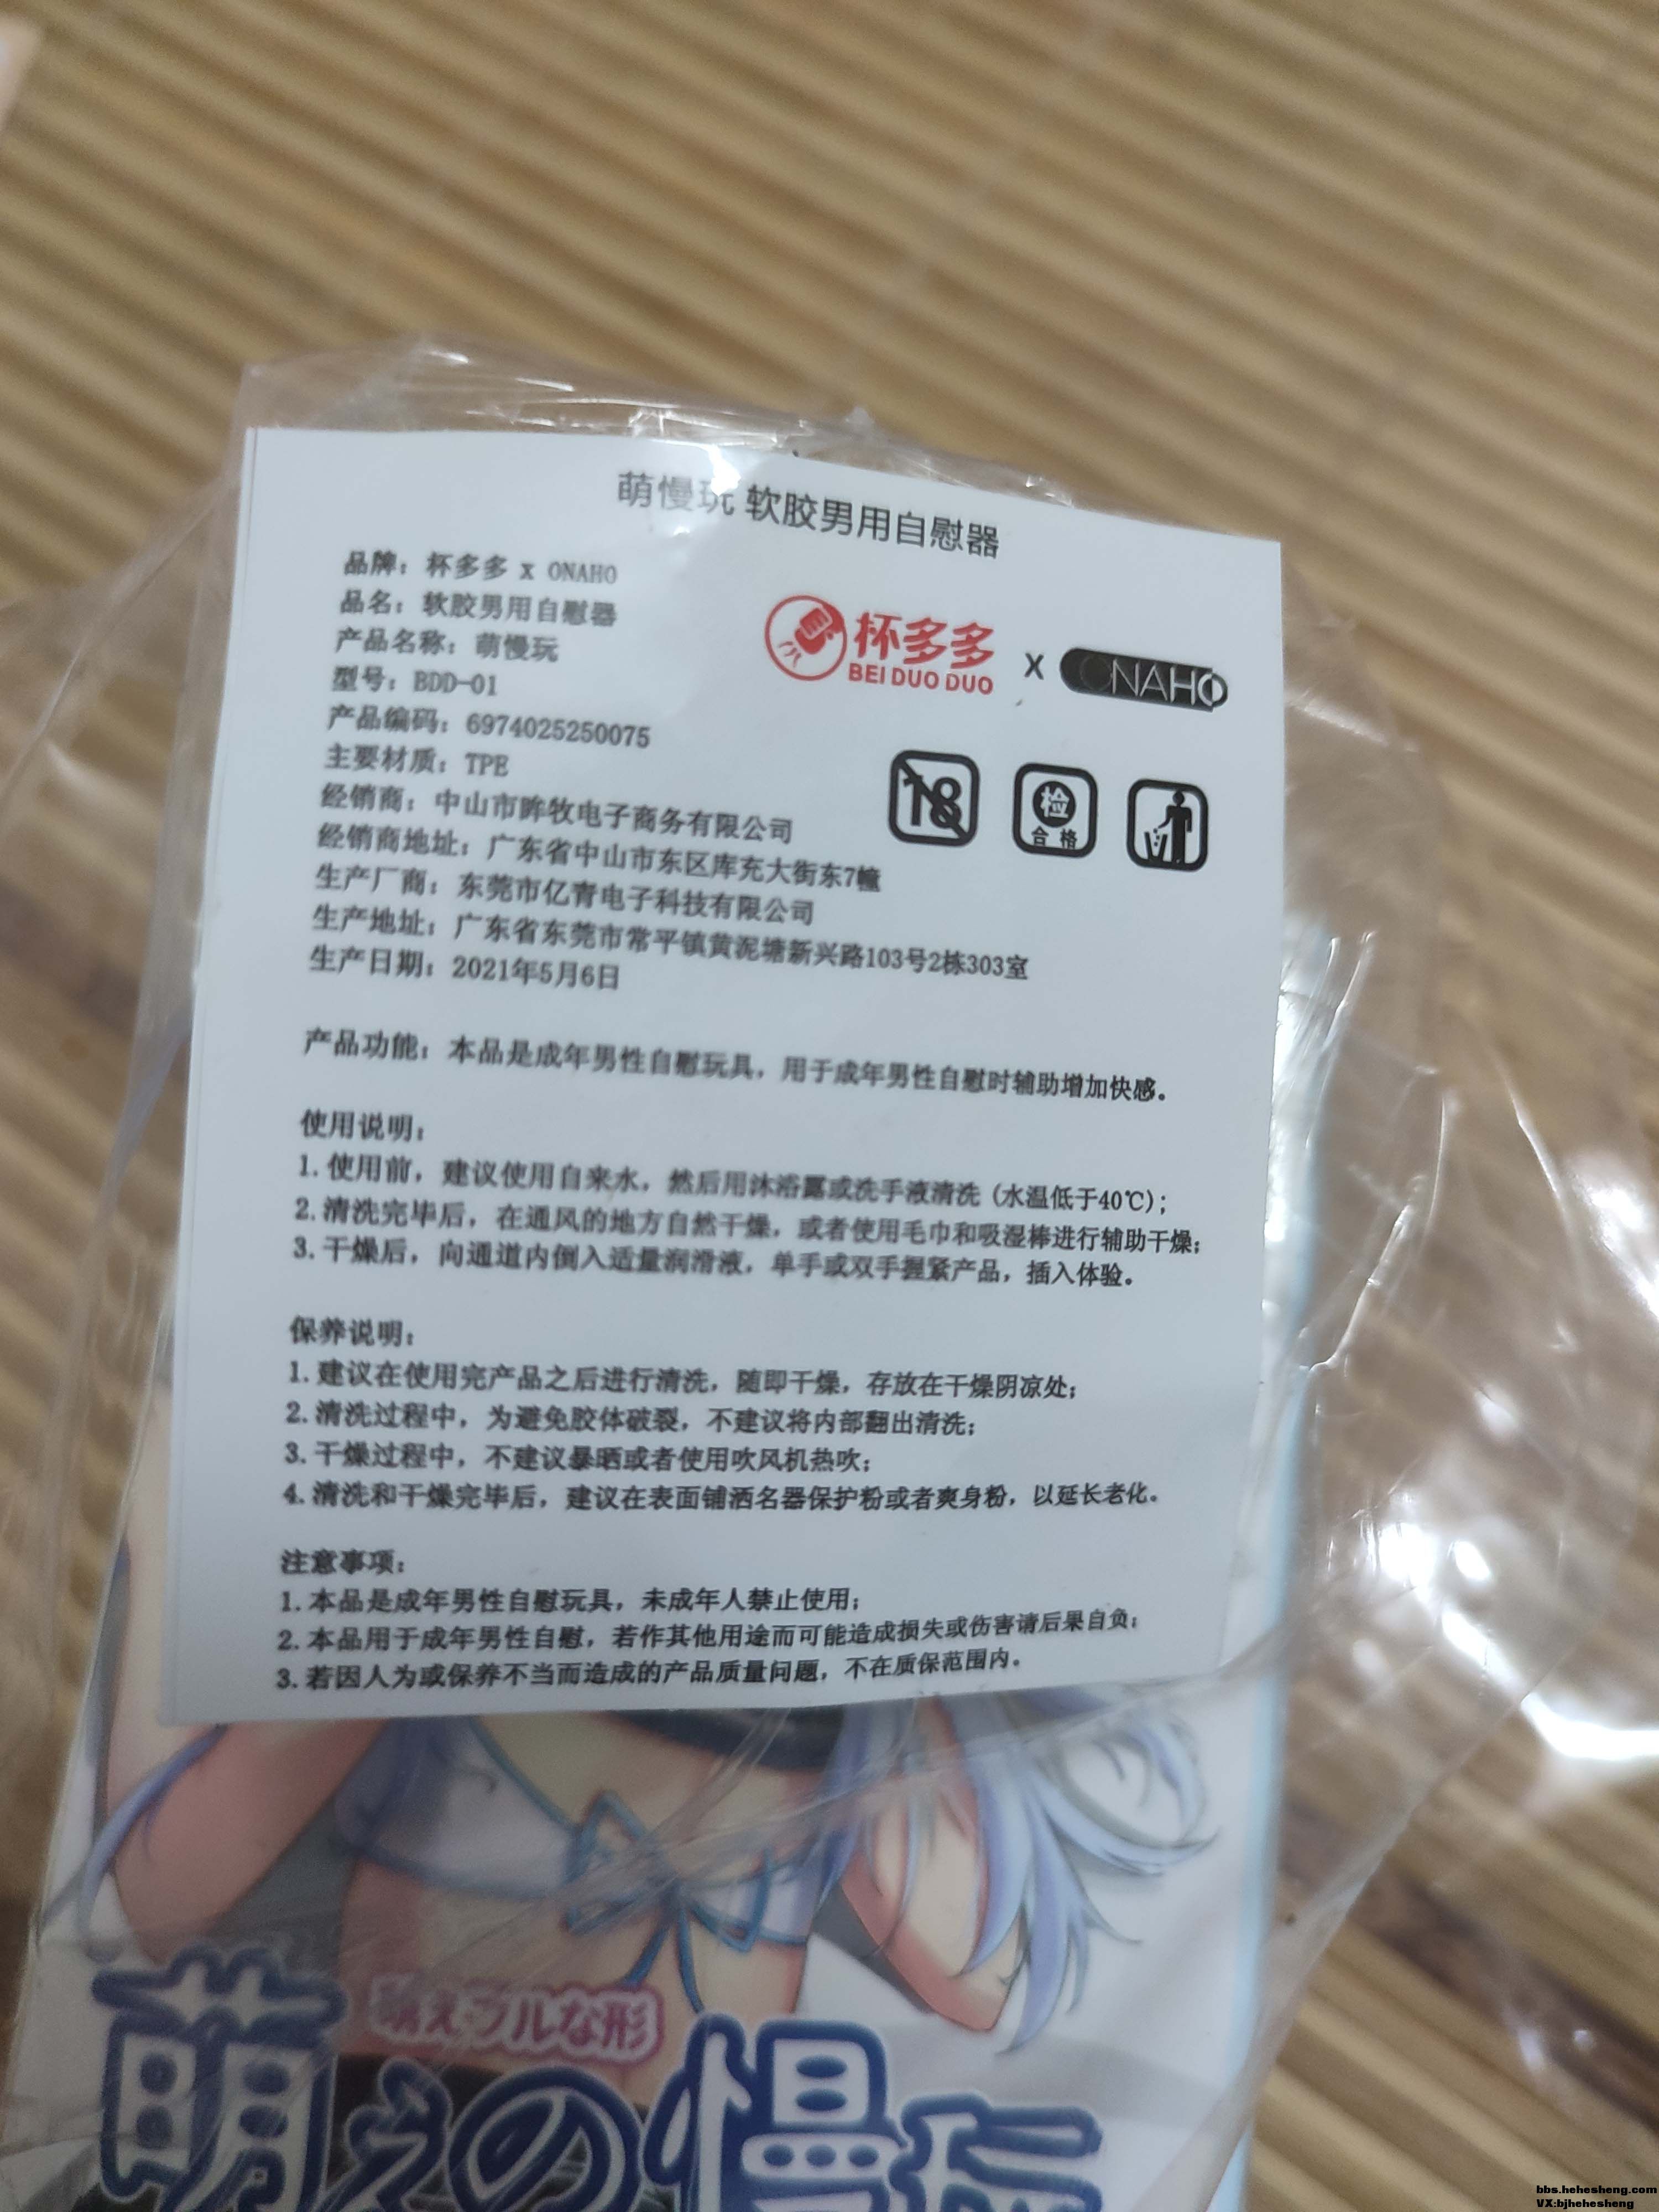 萌慢玩 软胶男用自慰器
品牌：杯多多 x ONAHO
品名：软胶男用自慰器
产品名称：萌慢玩
型号：BDD-01
产品编码：6974025250075
主要材质：TPE
经销商：中山市眸牧电子商务有限公司
经销商地址：广东省中山市东区库充大街东7幢
生产厂商：东莞市亿青电子科技有限公司
生产地址：广东省东莞市常平镇黄泥塘新兴路103号2栋303室
生产日期：2021年5月6日
杯多多
BEI DUO DUO
X
ONAHO
18
检
合格
产品功能：本品是成年男性自慰玩具，用于成年男性自慰时辅助增加快感。
使用说明：
1.使用前，建议使用自来水，然后用沐浴露或洗手液清洗（水温低于40℃）；
2.清洗完毕后，在通风的地方自然干燥，或者使用毛巾和吸湿棒进行辅助干燥；
3.干燥后，向通道内倒入适量润滑液，单手或双手握紧产品，插入体验。
保养说明：
1.建议在使用完产品之后进行清洗，随即干燥，存放在干燥阴凉处；
2.清洗过程中，为避免胶体破裂，不建议将内部翻出清洗；
3.干燥过程中，不建议暴晒或者使用吹风机热吹；
4.清洗和干燥完毕后，建议在表面铺洒名器保护粉或者爽身粉，以延长老化。
注意事项：
1.本品是成年男性自慰玩具，未成年人禁止使用；
2.本品用于成年男性自慰，若作其他用途而可能造成损失或伤害请后果自负；
3.若因人为或保养不当而造成的产品质量问题，不在质保范围内。
萌えフルな形
萌えの慢玩
bbs.hehesheng.com
VX:bjhehesheng